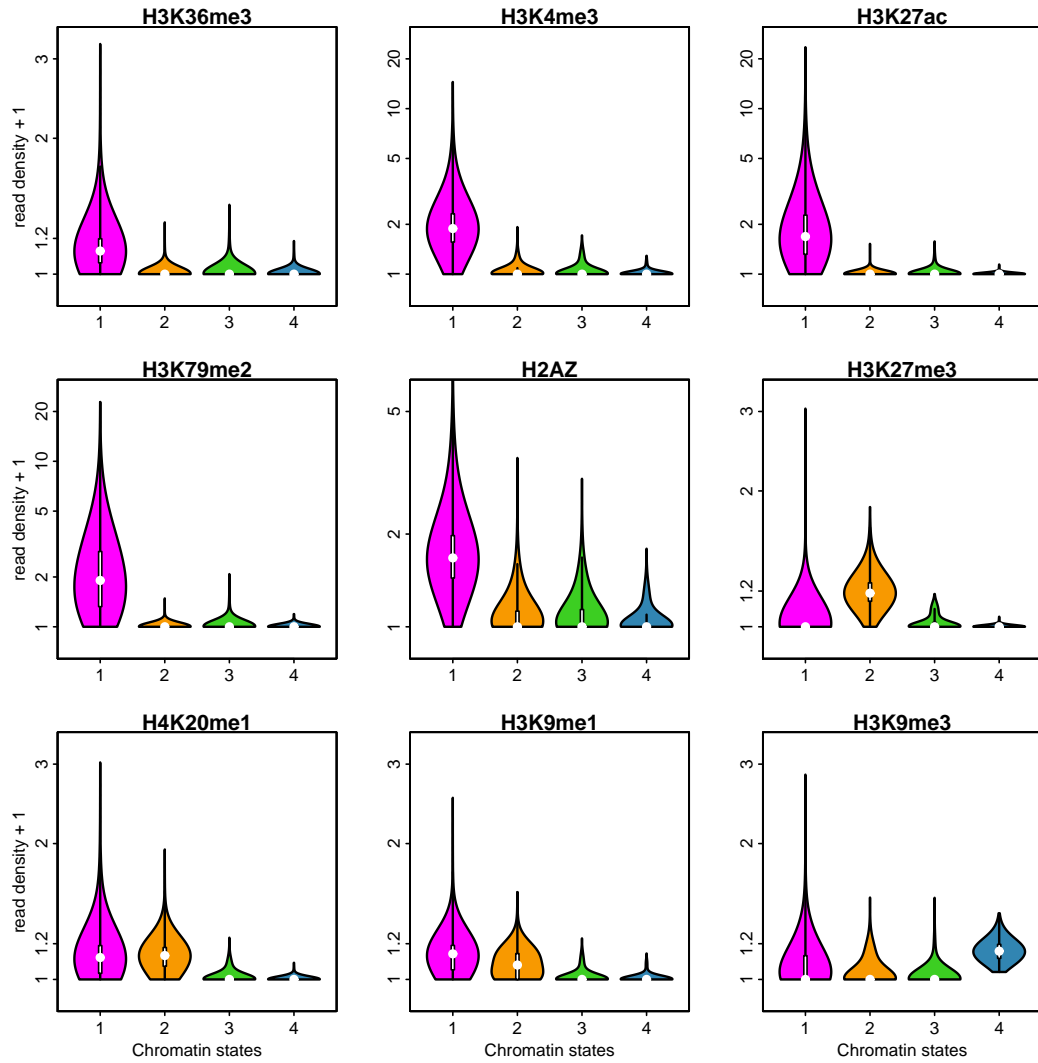 H3K36me3 H3K4me3 H3K27ac
read density + 1
1 1.2 2 3
1 2 3 4
1 2 5 10 20
1 2 3 4
1 2 5 10 20
1 2 3 4
H3K79me2 H2AZ H3K27me3
1 2 5 10 20
1 2 3 4
1 2 5
1 2 3 4
1 1.2 2 3
1 2 3 4
H4K20me1 H3K9me1 H3K9me3
read density + 1
1 1.2 2 3
1 2 3 4
Chromatin states
1 1.2 2 3
1 2 3 4
Chromatin states
1 1.2 2 3
1 2 3 4
Chromatin states